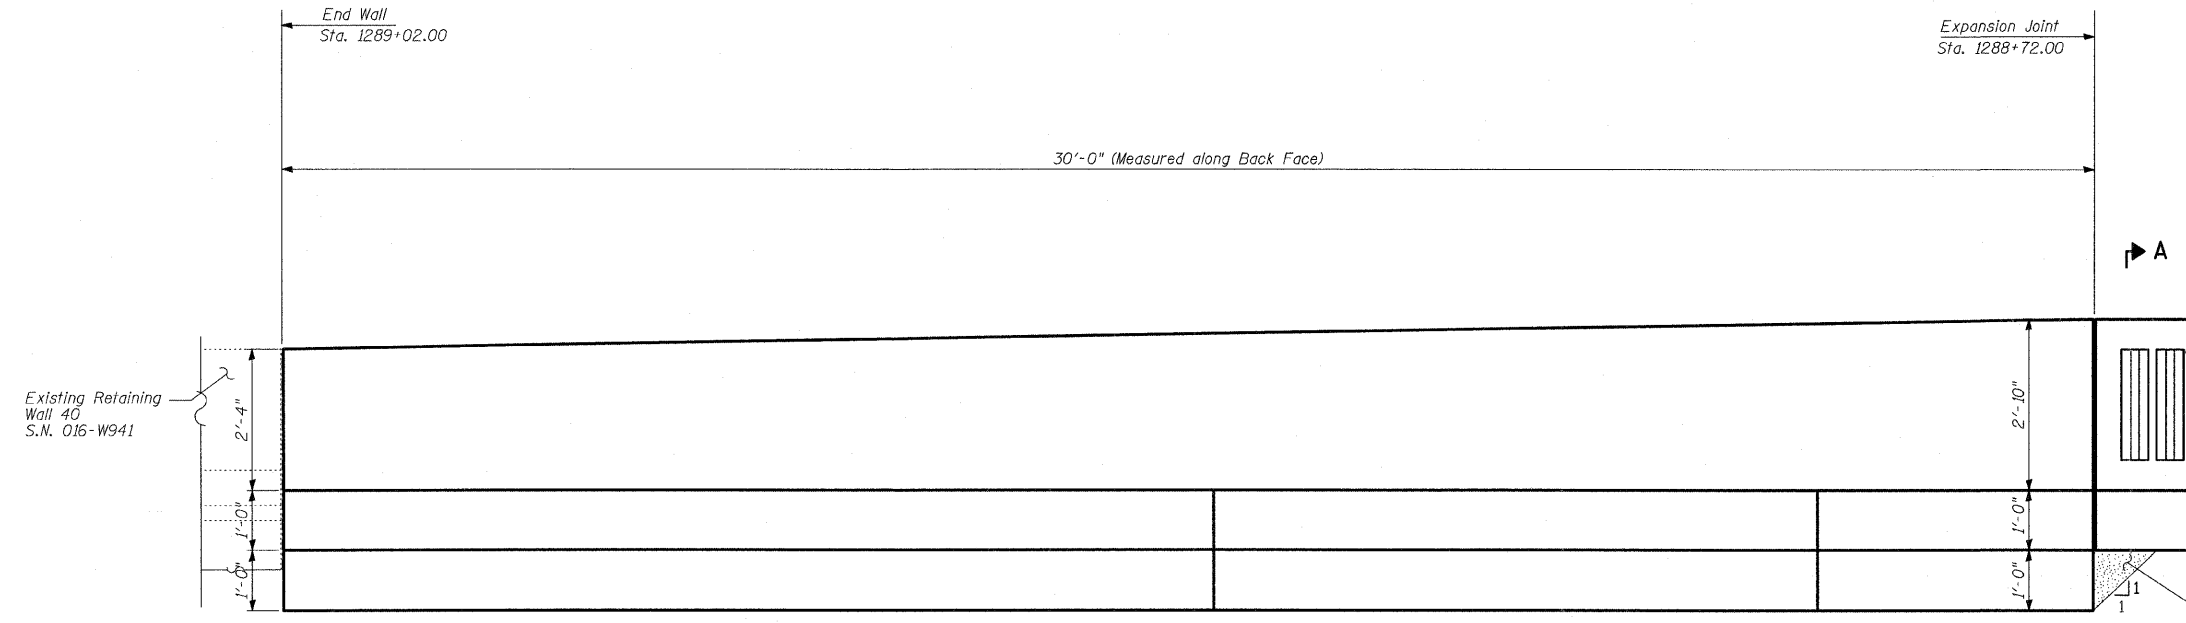 End Wall
Sta. 1289+02.00
Expansion Joint
Sta. 1288+72.00
30'-0" (Measured along Back Face)
A
Existing Retaining
Wall 40
S.N. 016-W941
2'-4"
2'-10"
1'-0"
1'-0"
1'-0"
1'-0"
1
1